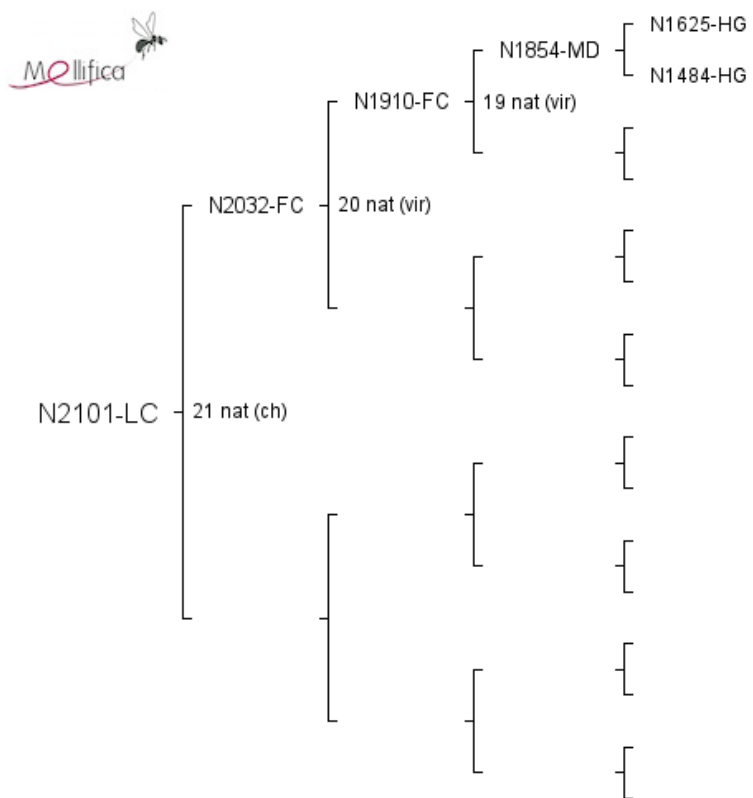 Mellifica
N1625-HG
N1854-MD
N1484-HG
N1910-FC
19 nat (vir)
N2032-FC
20 nat (vir)
N2101-LC
21 nat (ch)